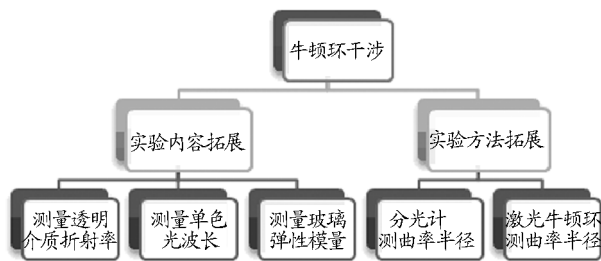 牛顿环干涉
实验内容拓展
实验方法拓展
测量透明
介质折射率
测量单色
光波长
测量玻璃
弹性模量
分光计
测曲率半径
激光牛顿环
测曲率半径